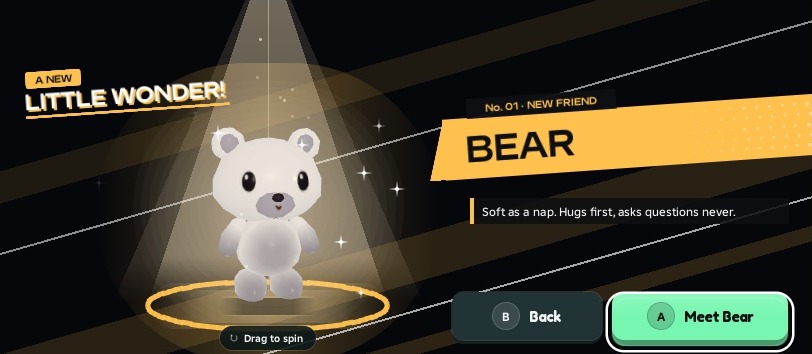 A NEW
LITTLE WONDER!
No. 01 · NEW FRIEND
BEAR
Soft as a nap. Hugs first, asks questions never.
B Back
A Meet Bear
↻ Drag to spin